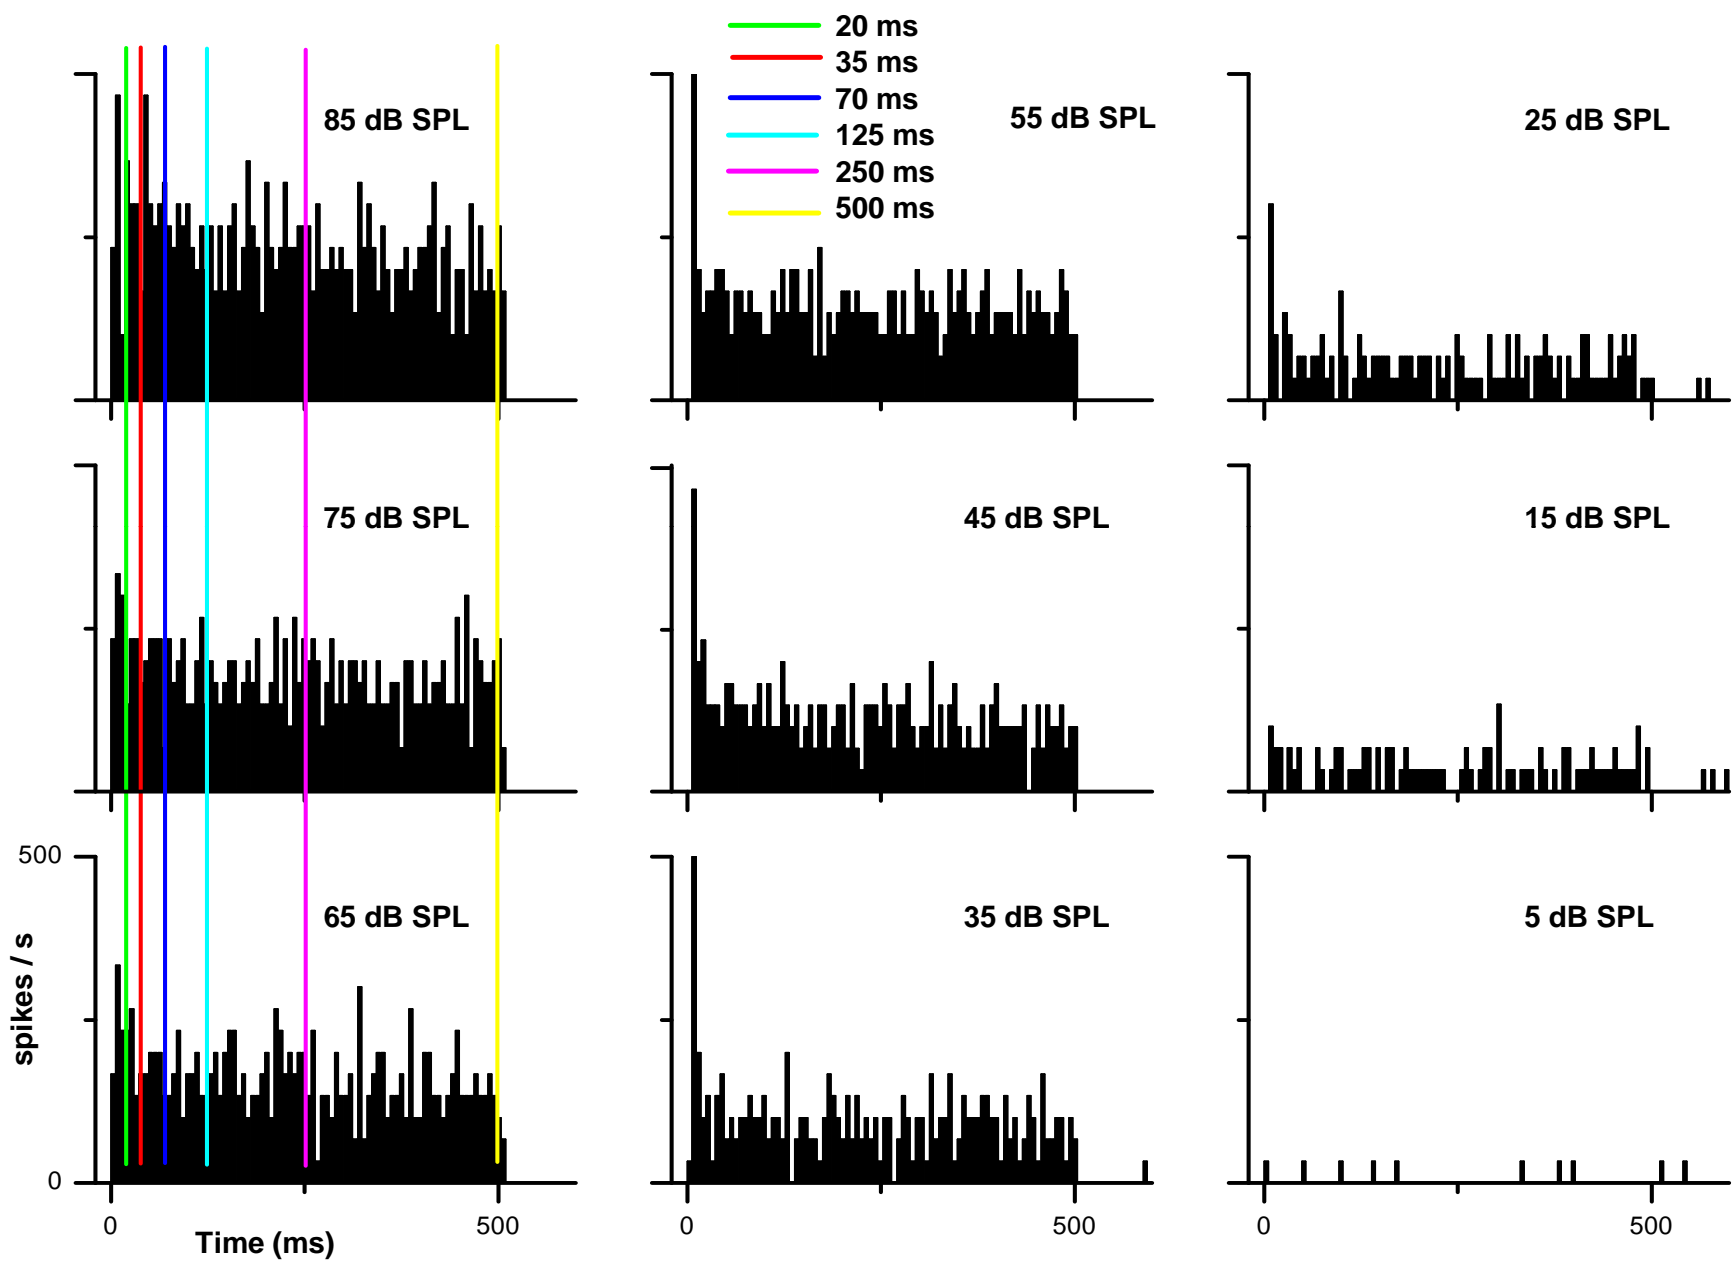 20 ms
35 ms
70 ms
125 ms
250 ms
500 ms
85 dB SPL
55 dB SPL
25 dB SPL
75 dB SPL
45 dB SPL
15 dB SPL
500
65 dB SPL
35 dB SPL
5 dB SPL
spikes / s
0
0
500
0
500
0
500
Time (ms)